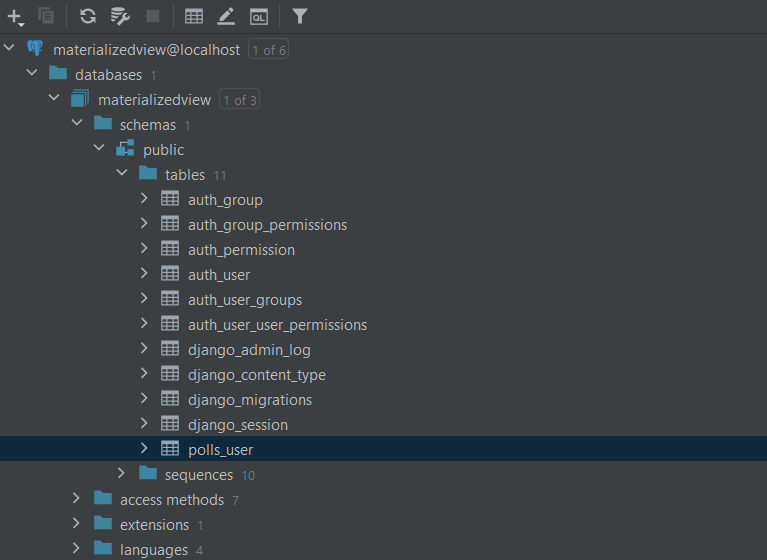 QL
materializedview@localhost 1 of 6
databases 1
materializedview 1 of 3
schemas 1
public
tables 11
auth_group
auth_group_permissions
auth_permission
auth_user
auth_user_groups
auth_user_user_permissions
django_admin_log
django_content_type
django_migrations
django_session
polls_user
sequences 10
access methods 7
extensions 1
languages 4